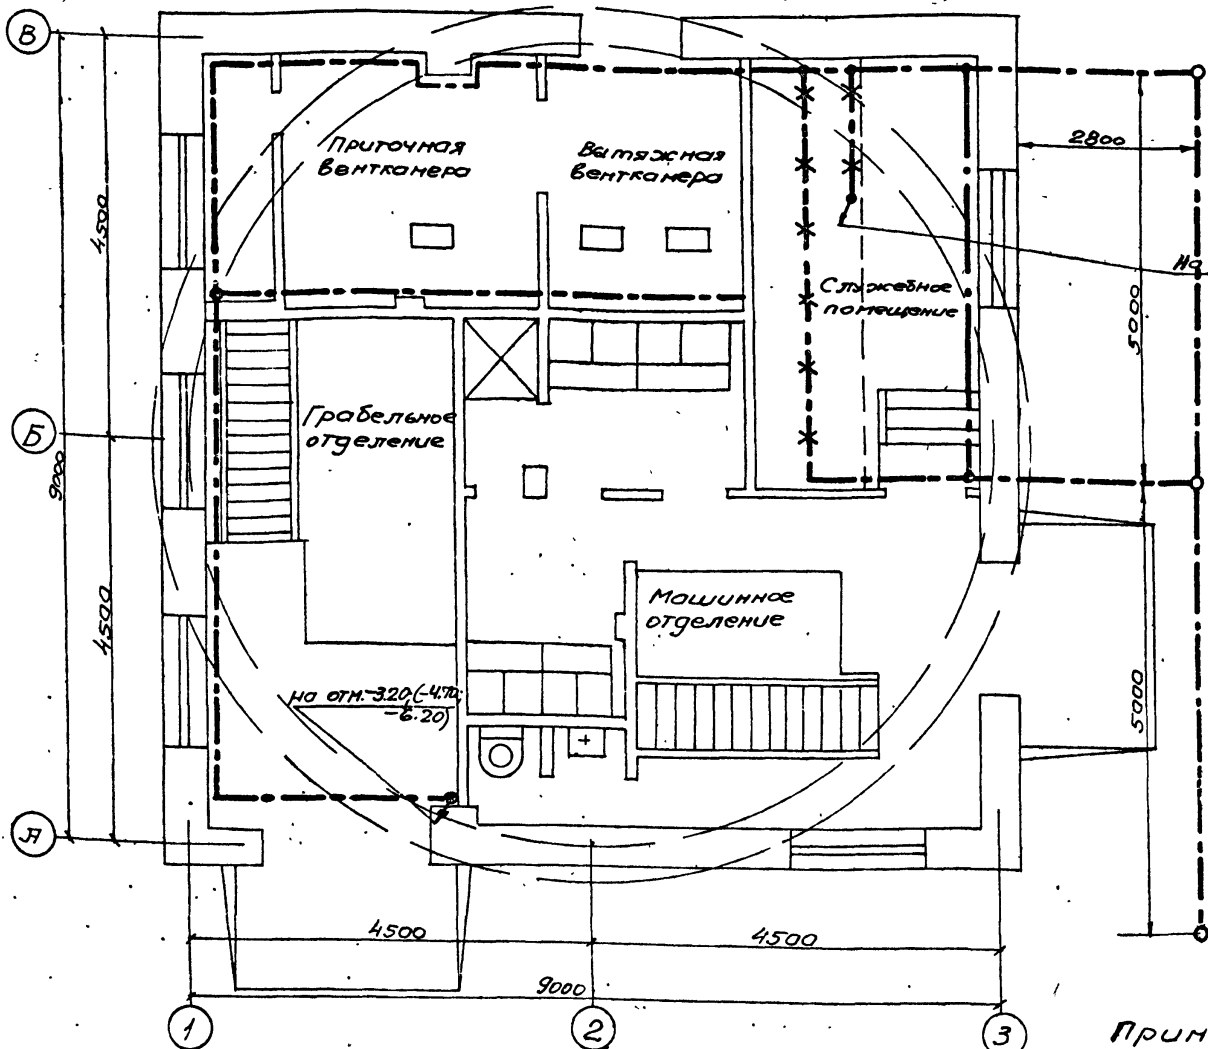 В
Приточная
венткамера
Вытяжная
венткамера
2800
4500
На
Служебное
помещение
5000
Грабельное
отделение
Б
9000
Машинное
отделение
4500
на отм.-3.20;(-4.70;
-6.20)
5000
А
4500
4500
9000
1
2
3
Прим